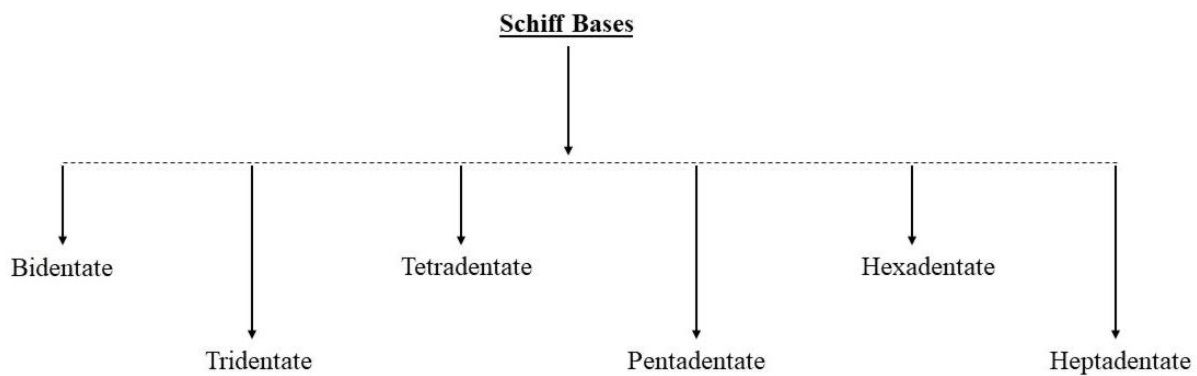 Schiff Bases
Bidentate
Tetradentate
Hexadentate
Tridentate
Pentadentate
Heptadentate